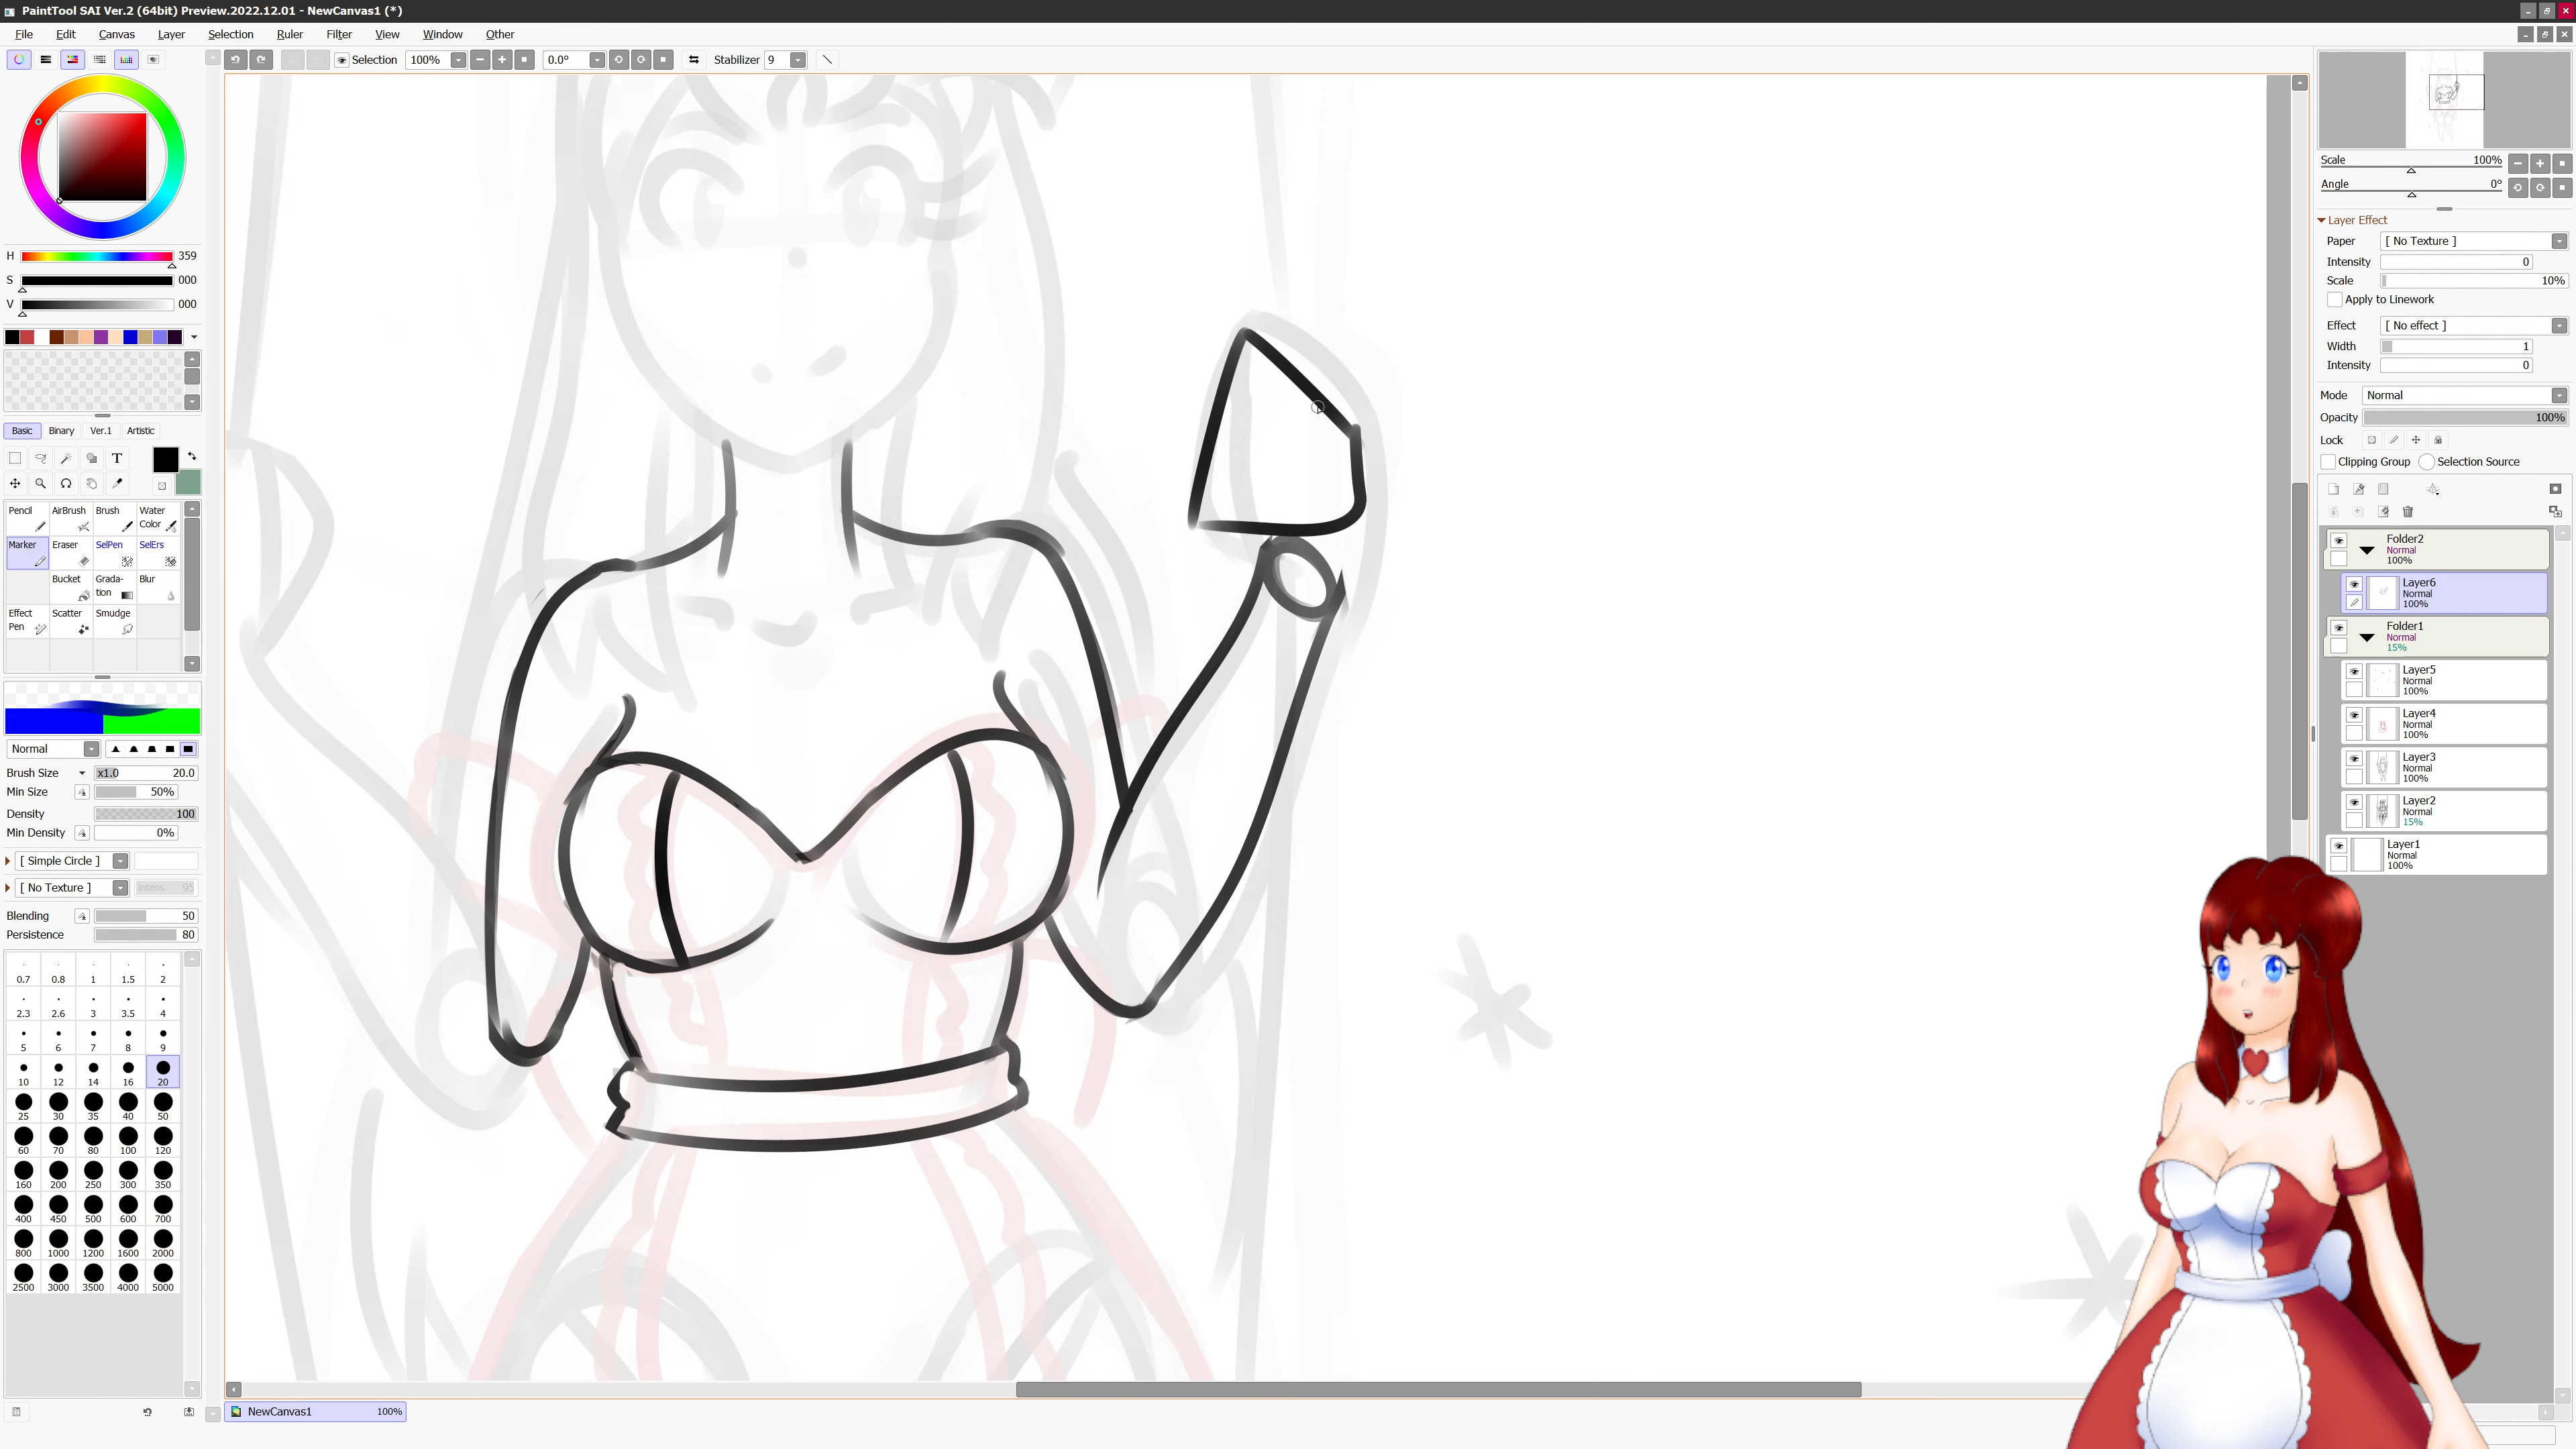 PaintTool SAI Ver.2 (64bit) Preview.2022.12.01 - NewCanvas1 (*)
File Edit Canvas Layer Selection Ruler Filter View Window Other
Selection 100% 0.0° Stabilizer 9
H 359
S 000
V 000
Basic Binary Ver.1 Artistic
T
Pencil AirBrush Brush Water Color
Marker Eraser SelPen SelErs
Bucket Grada-tion Blur
Effect Pen Scatter Smudge
Normal
Brush Size x1.0 20.0
Min Size 50%
Density 100
Min Density 0%
[ Simple Circle ]
[ No Texture ] Intens. 95
Blending 50
Persistence 80
0.7 0.8 1 1.5 2
2.3 2.6 3 3.5 4
5 6 7 8 9
10 12 14 16 20
25 30 35 40 50
60 70 80 100 120
160 200 250 300 350
400 450 500 600 700
800 1000 1200 1600 2000
2500 3000 3500 4000 5000
NewCanvas1 100%
Scale 100%
Angle 0°
Layer Effect
Paper [ No Texture ]
Intensity 0
Scale 10%
Apply to Linework
Effect [ No effect ]
Width 1
Intensity 0
Mode Normal
Opacity 100%
Lock
Clipping Group Selection Source
Folder2
Normal
100%
Layer6
Normal
100%
Folder1
Normal
15%
Layer5
Normal
100%
Layer4
Normal
100%
Layer3
Normal
100%
Layer2
Normal
15%
Layer1
Normal
100%